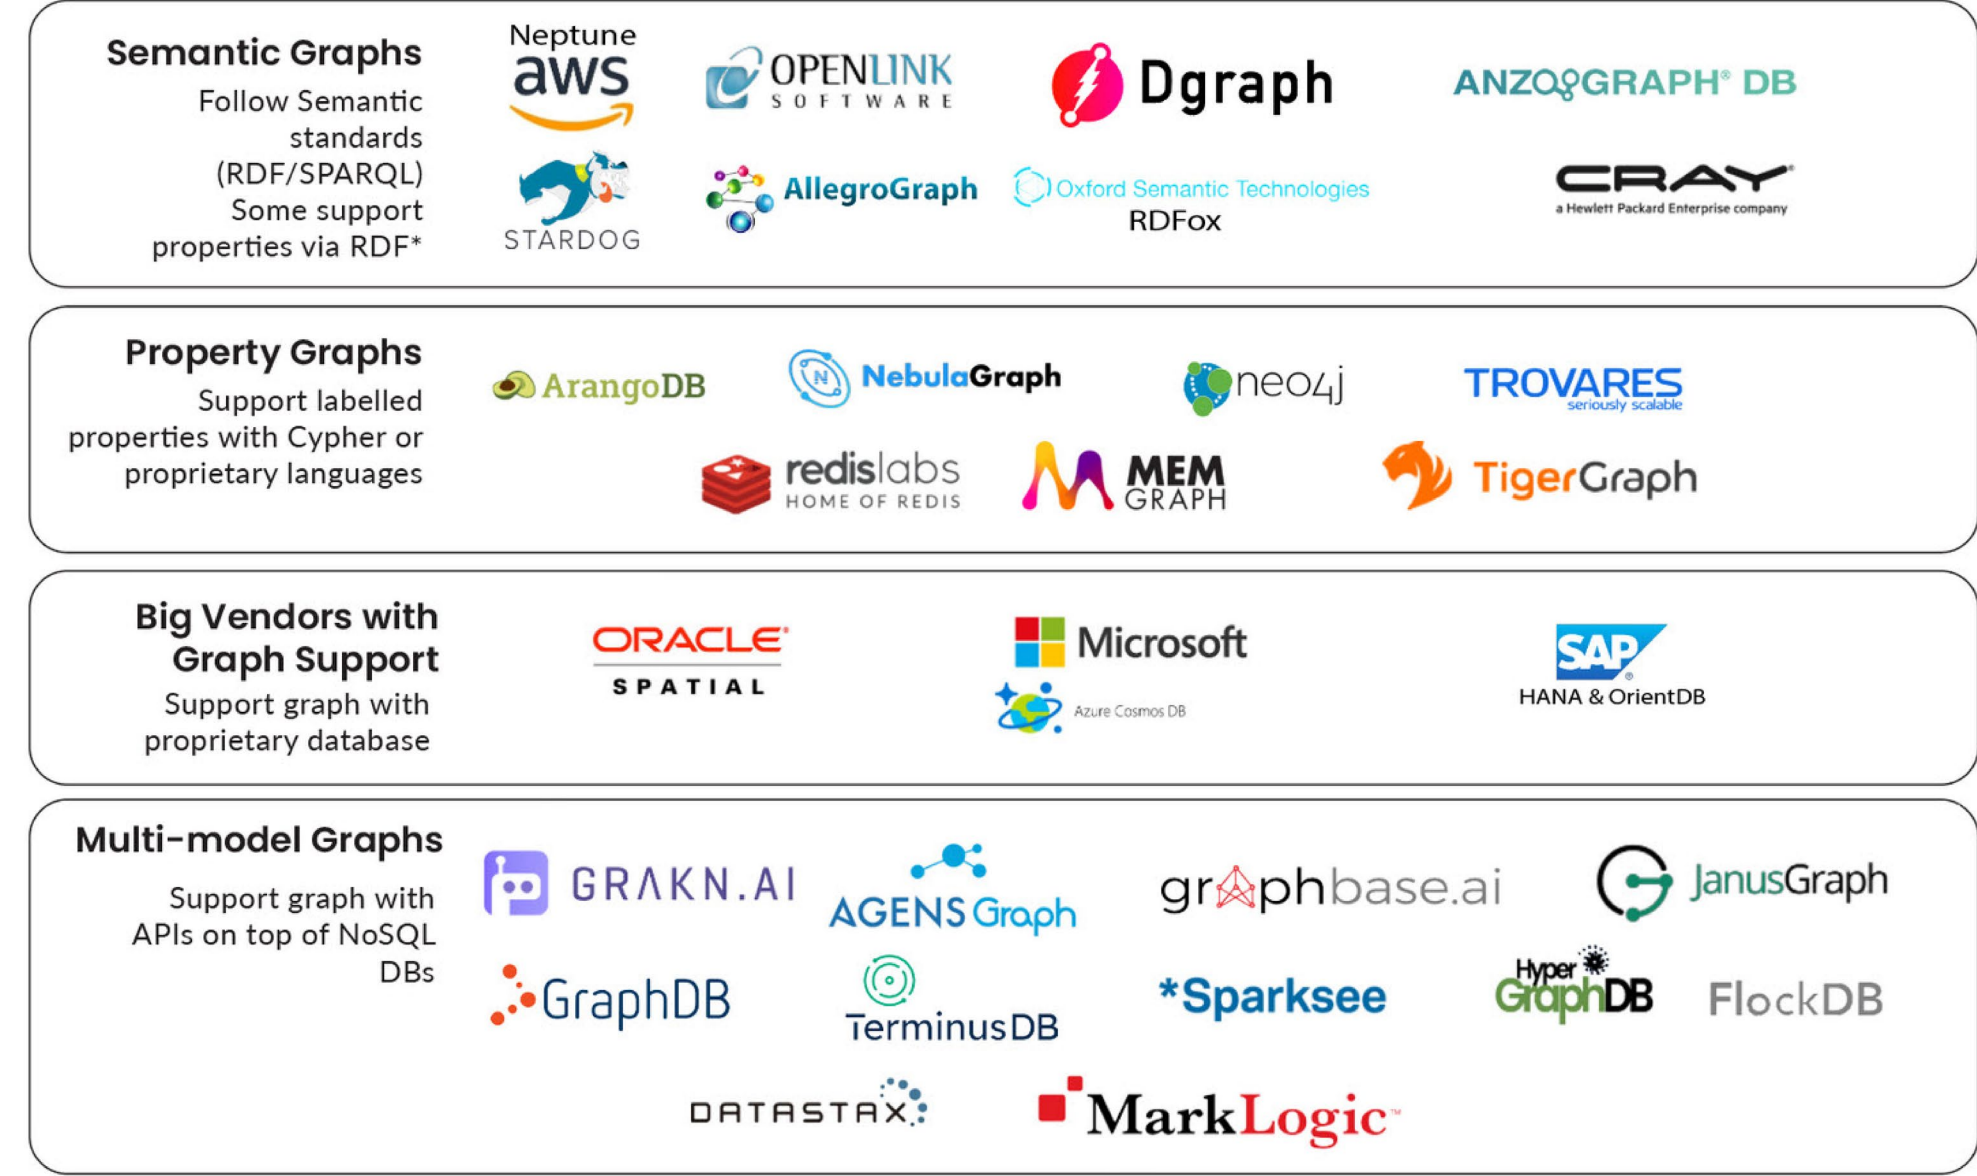 Semantic Graphs
Follow Semantic
standards
(RDF/SPARQL)
Some support
properties via RDF*
Neptune
aws
OPENLINK
SOFTWARE
Dgraph
ANZOGRAPH® DB
STARDOG
AllegroGraph
Oxford Semantic Technologies
RDFox
CRAY®
a Hewlett Packard Enterprise company
Property Graphs
Support labelled
properties with Cypher or
proprietary languages
ArangoDB
N NebulaGraph
neo4j
TROVARES
seriously scalable
redislabs
HOME OF REDIS
MEM
GRAPH
TigerGraph
Big Vendors with
Graph Support
Support graph with
proprietary database
ORACLE®
SPATIAL
Microsoft
Azure Cosmos DB
SAP®
HANA & OrientDB
Multi-model Graphs
Support graph with
APIs on top of NoSQL
DBs
GRAKN.AI
AGENS Graph
graphbase.ai
JanusGraph
GraphDB
TerminusDB
*Sparksee
Hyper
GraphDB
FlockDB
DATASTAX
MarkLogic™